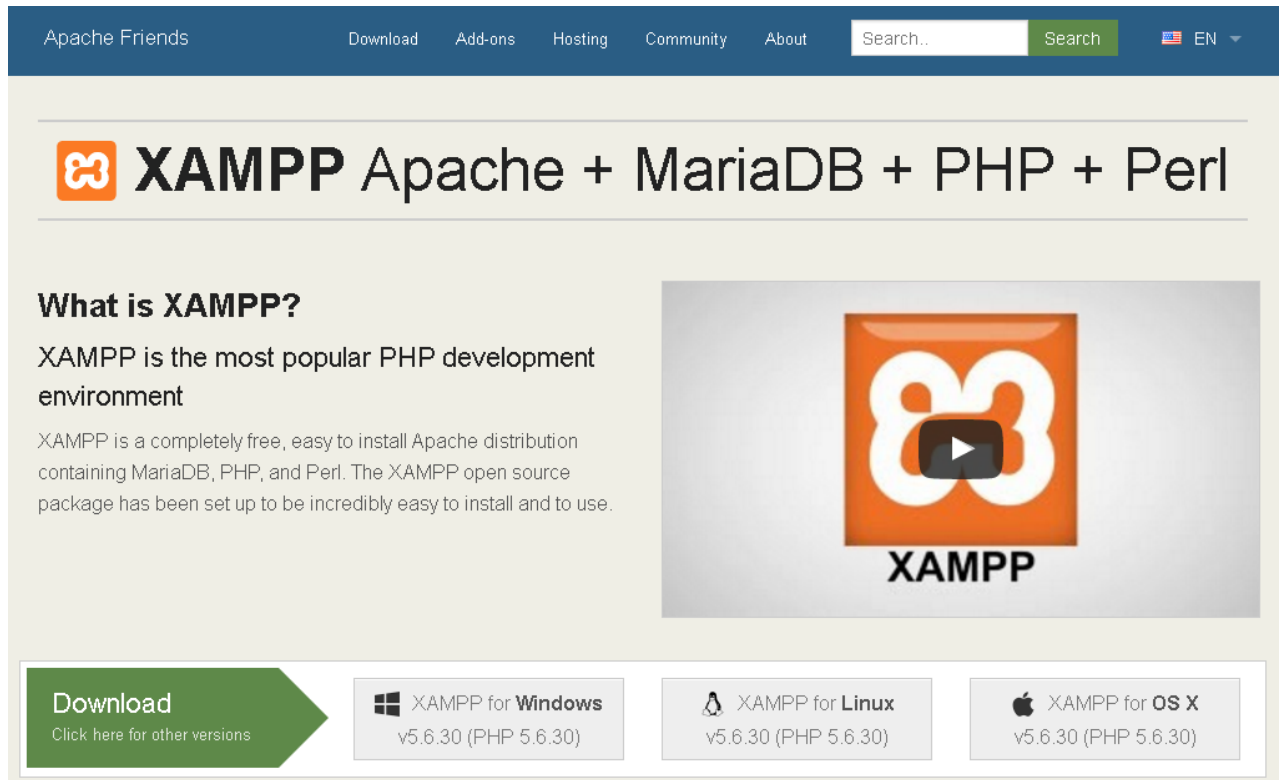 Apache Friends Download Add-ons Hosting Community About Search.. Search EN
XAMPP Apache + MariaDB + PHP + Perl
What is XAMPP?
XAMPP is the most popular PHP development
environment
XAMPP is a completely free, easy to install Apache distribution
containing MariaDB, PHP, and Perl. The XAMPP open source
package has been set up to be incredibly easy to install and to use.
XAMPP
Download
Click here for other versions
XAMPP for Windows
v5.6.30 (PHP 5.6.30)
XAMPP for Linux
v5.6.30 (PHP 5.6.30)
XAMPP for OS X
v5.6.30 (PHP 5.6.30)